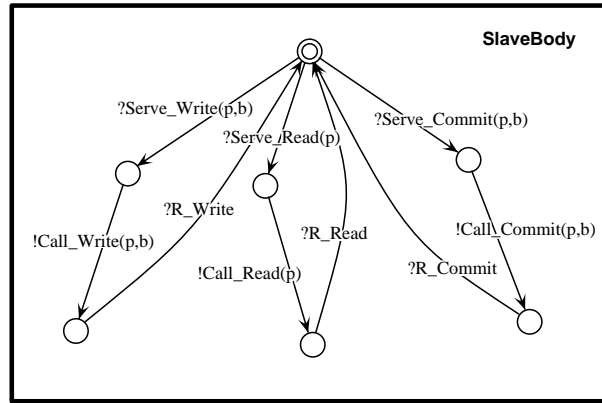 SlaveBody
?Serve_Write(p,b)
?Serve_Commit(p,b)
?Serve_Read(p)
?R_Write
!Call_Commit(p,b)
?R_Read
!Call_Write(p,b)
?R_Commit
!Call_Read(p)